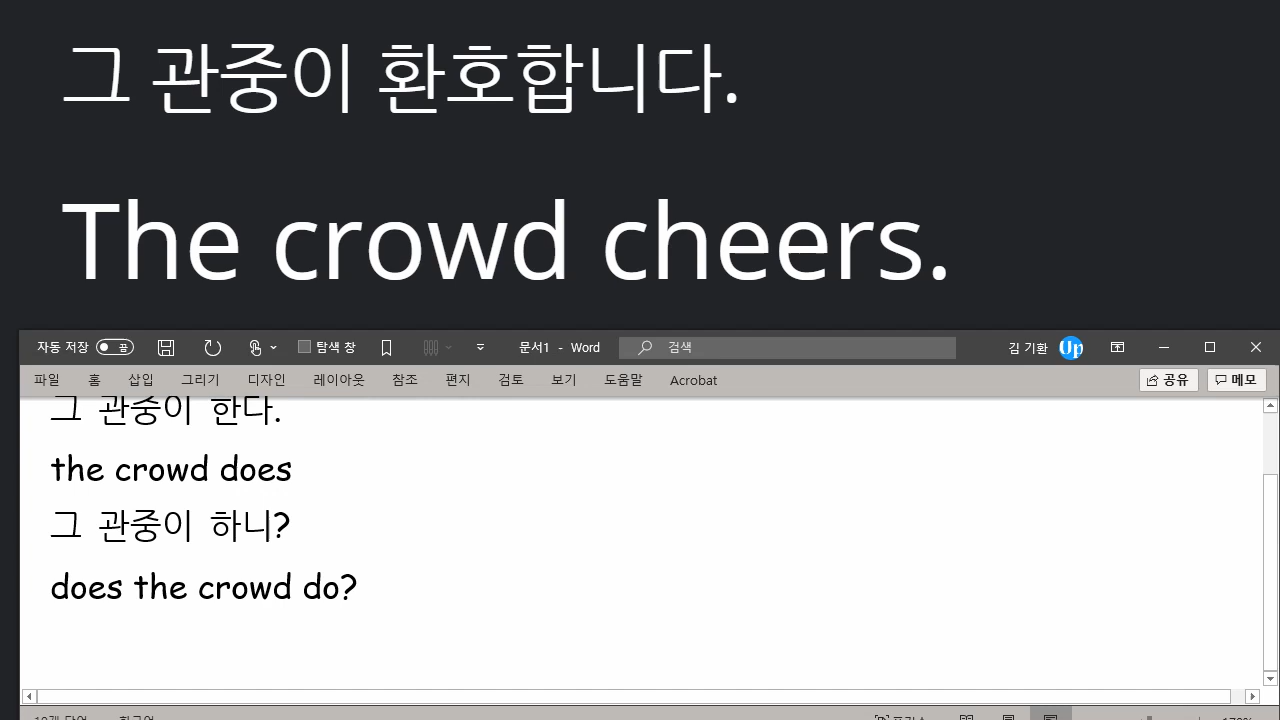 그 관중이 환호합니다.
The crowd cheers.
자동 저장 끔 탐색 창 문서1 - Word 검색 김 기환 Up
파일 홈 삽입 그리기 디자인 레이아웃 참조 편지 검토 보기 도움말 Acrobat 공유 메모
그 관중이 한다.
the crowd does
그 관중이 하니?
does the crowd do?